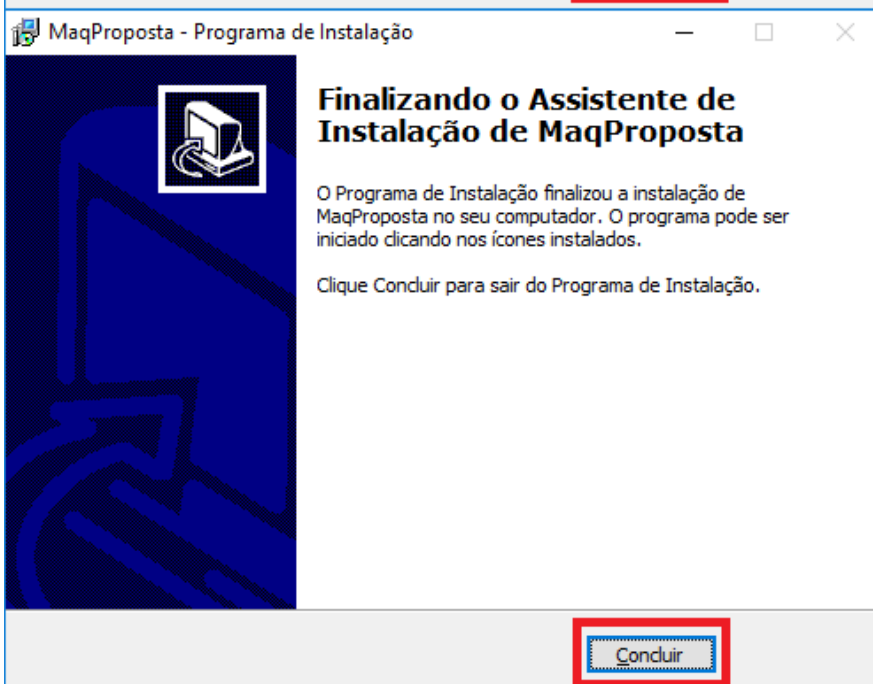 MaqProposta - Programa de Instalação
Finalizando o Assistente de
Instalação de MaqProposta
O Programa de Instalação finalizou a instalação de
MaqProposta no seu computador. O programa pode ser
iniciado clicando nos ícones instalados.
Clique Concluir para sair do Programa de Instalação.
Concluir